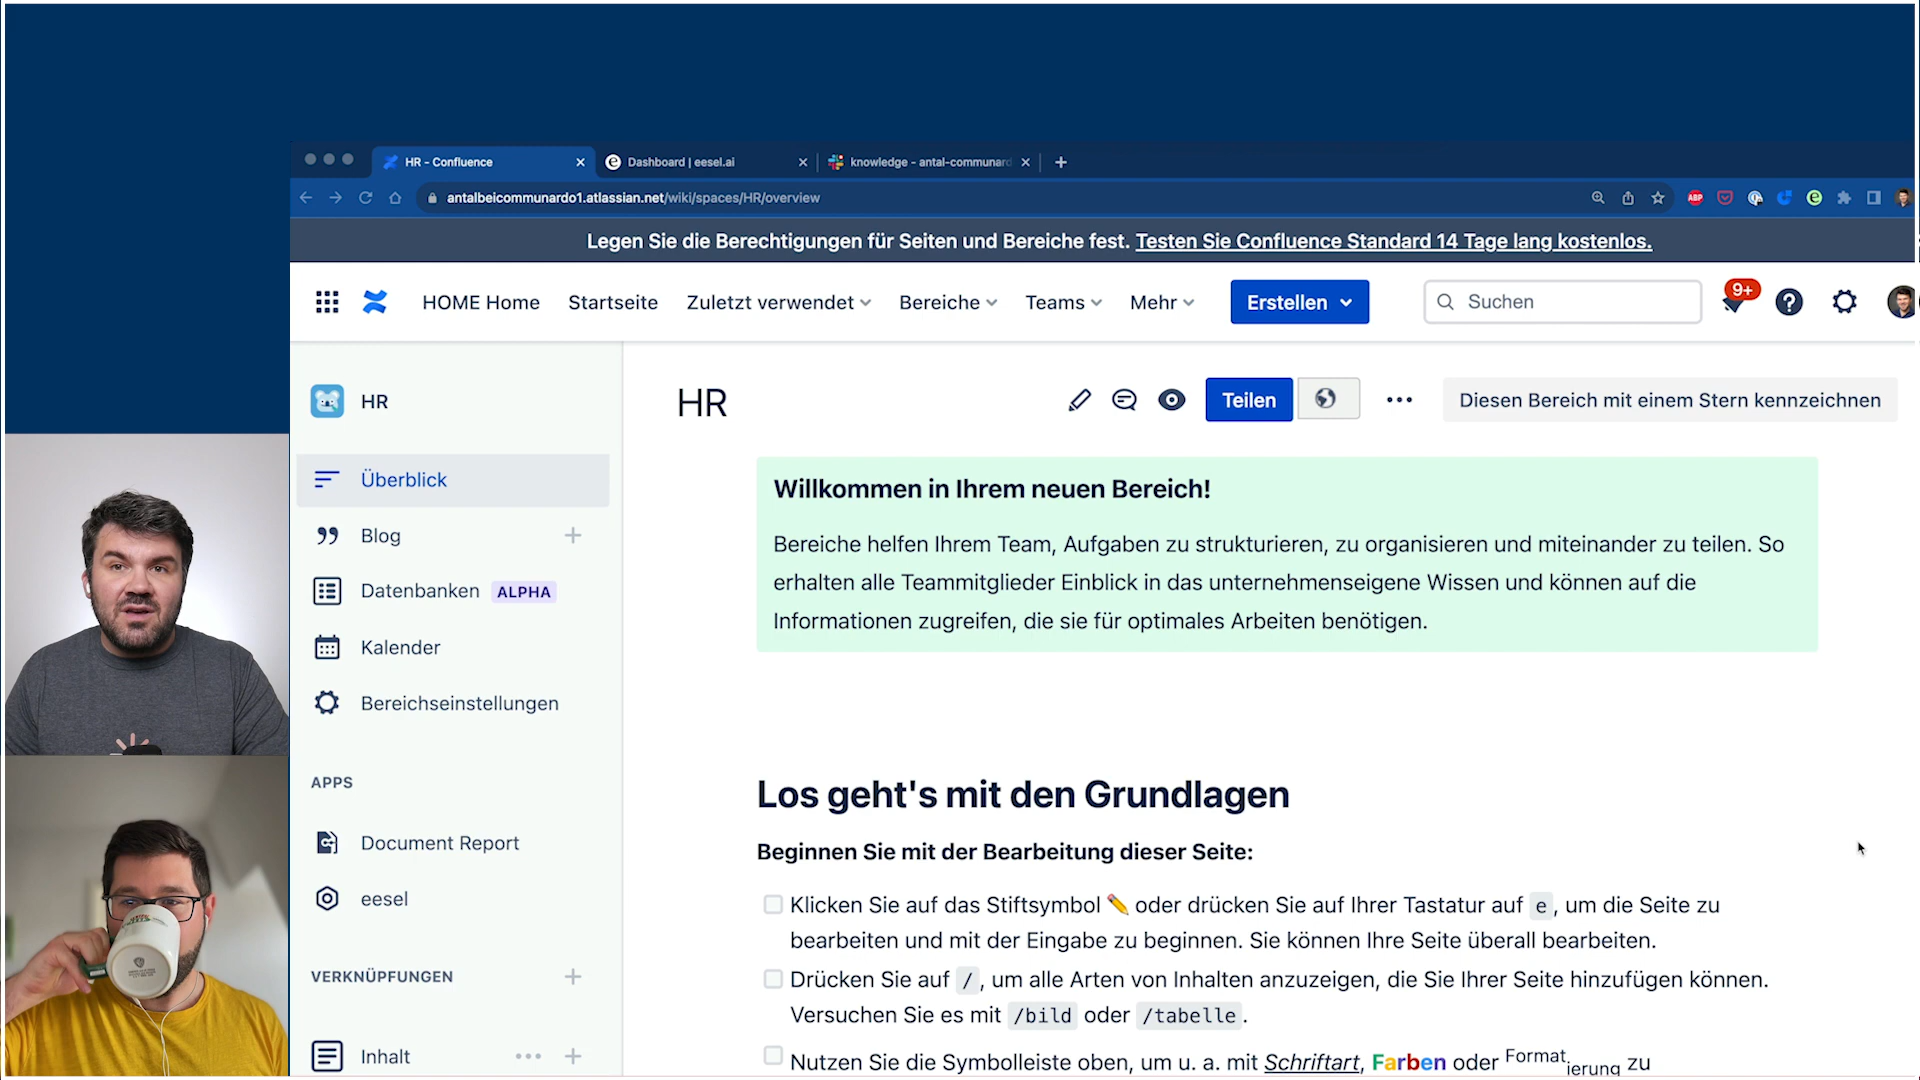 HR - Confluence
Dashboard | eesel.ai
knowledge - antal-communard
antalbeicommunardo1.atlassian.net/wiki/spaces/HR/overview
ABP
Legen Sie die Berechtigungen für Seiten und Bereiche fest. Testen Sie Confluence Standard 14 Tage lang kostenlos.
HOME Home Startseite Zuletzt verwendet Bereiche Teams Mehr Erstellen Suchen 9+
HR
Überblick
Blog
Datenbanken ALPHA
Kalender
Bereichseinstellungen
APPS
Document Report
eesel
VERKNÜPFUNGEN
Inhalt
HR
Teilen
Diesen Bereich mit einem Stern kennzeichnen
Willkommen in Ihrem neuen Bereich!
Bereiche helfen Ihrem Team, Aufgaben zu strukturieren, zu organisieren und miteinander zu teilen. So
erhalten alle Teammitglieder Einblick in das unternehmenseigene Wissen und können auf die
Informationen zugreifen, die sie für optimales Arbeiten benötigen.
Los geht's mit den Grundlagen
Beginnen Sie mit der Bearbeitung dieser Seite:
Klicken Sie auf das Stiftsymbol ✏️ oder drücken Sie auf Ihrer Tastatur auf e, um die Seite zu
bearbeiten und mit der Eingabe zu beginnen. Sie können Ihre Seite überall bearbeiten.
Drücken Sie auf /, um alle Arten von Inhalten anzuzeigen, die Sie Ihrer Seite hinzufügen können.
Versuchen Sie es mit /bild oder /tabelle.
Nutzen Sie die Symbolleiste oben, um u. a. mit Schriftart, Farben oder Formatierung zu